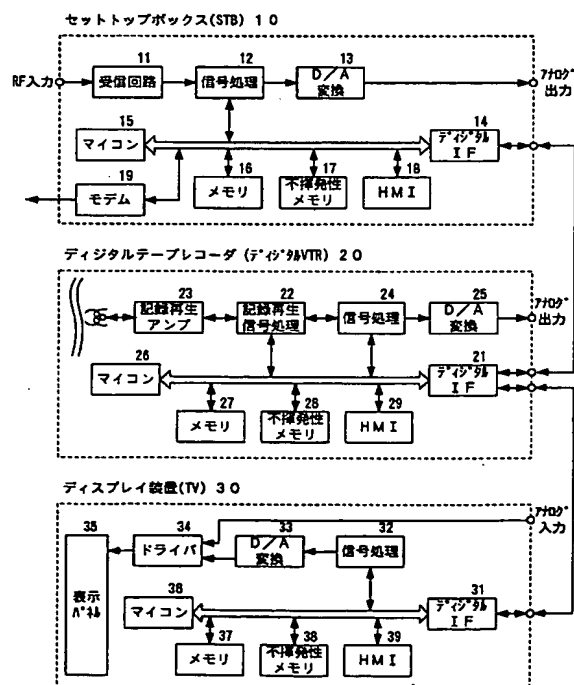 セットトップボックス(STB) 10
11
12
13
RF入力
受信回路
信号処理
D/A
変換
アナログ
出力
15
14
マイコン
ディジタル
IF
19
16
17
18
モデム
メモリ
不揮発性
メモリ
HMI
ディジタルテープレコーダ (ディジタルVTR) 20
23
22
24
25
アナログ
出力
記録再生
アンプ
記録再生
信号処理
信号処理
D/A
変換
26
21
マイコン
ディジタル
IF
27
28
29
メモリ
不揮発性
メモリ
HMI
ディスプレイ装置(TV) 30
35
34
33
32
アナログ
入力
ドライバ
D/A
変換
信号処理
表示
パネル
36
31
マイコン
ディジタル
IF
37
38
39
メモリ
不揮発性
メモリ
HMI